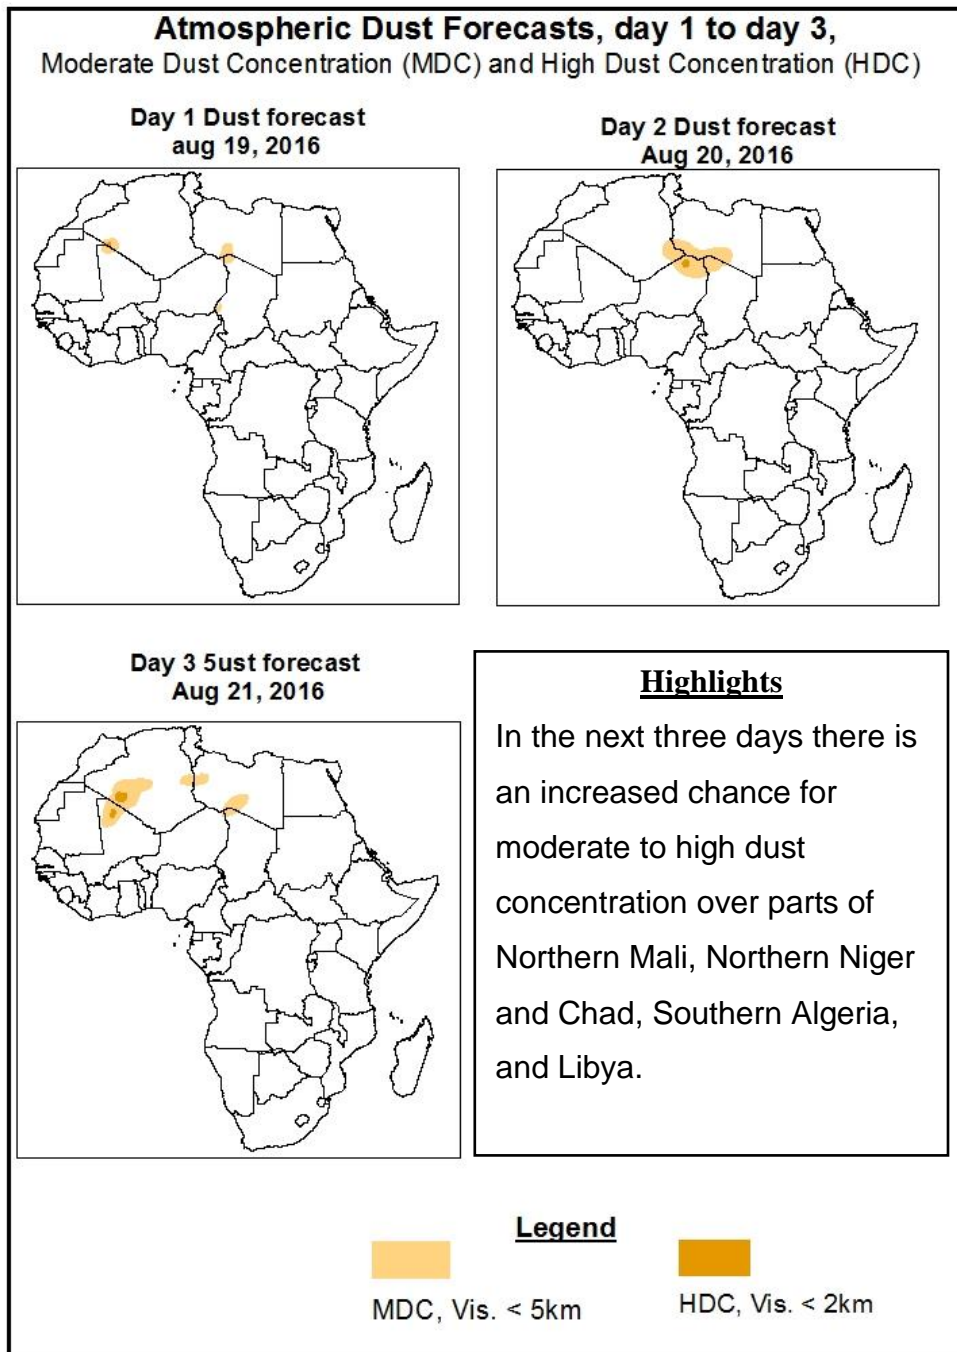 Atmospheric Dust Forecasts, day 1 to day 3,
Moderate Dust Concentration (MDC) and High Dust Concentration (HDC)
Day 1 Dust forecast
aug 19, 2016
Day 2 Dust forecast
Aug 20, 2016
Day 3 5ust forecast
Aug 21, 2016
Highlights
In the next three days there is
an increased chance for
moderate to high dust
concentration over parts of
Northern Mali, Northern Niger
and Chad, Southern Algeria,
and Libya.
Legend
MDC, Vis. < 5km
HDC, Vis. < 2km